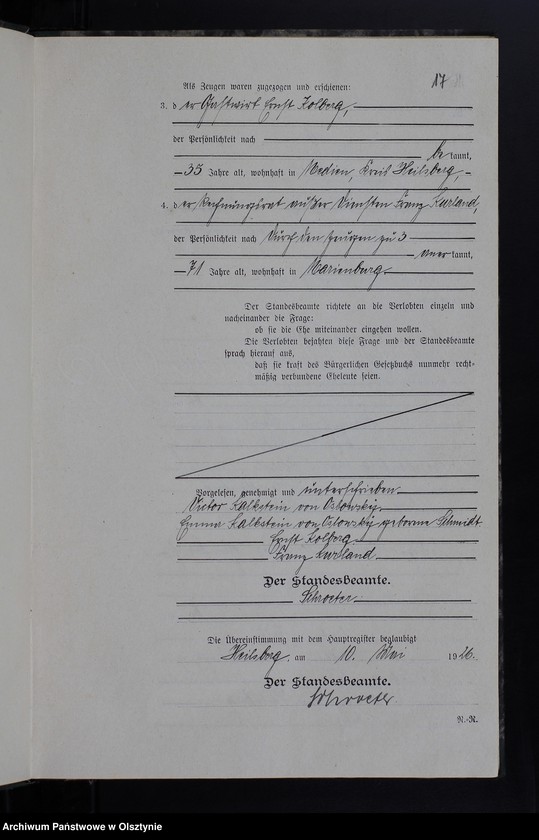 17
Als Zeugen waren zugezogen und erschienen:
3. der Gastwirt Ernst Kolberg,
der Persönlichkeit nach
bekannt,
35 Jahre alt, wohnhaft in Medien, Kreis Heilsberg,
4. der Rechnungsrat außer Diensten Franz Kurland,
der Persönlichkeit nach durch den Zeugen zu 3
anerkannt,
71 Jahre alt, wohnhaft in Marienburg
Der Standesbeamte richtete an die Verlobten einzeln und
nacheinander die Frage:
ob sie die Ehe miteinander eingehen wollen.
Die Verlobten bejahten diese Frage und der Standesbeamte
sprach hierauf aus,
daß sie kraft des Bürgerlichen Gesetzbuchs nunmehr recht-
mäßig verbundene Eheleute seien.
Vorgelesen, genehmigt und unterschrieben
Victor Kalkstein von Oslowsky
Emma Kalkstein von Oslowsky geborene Schmidt
Ernst Kolberg
Franz Kurland
Der Standesbeamte.
Schroeter
Die Übereinstimmung mit dem Hauptregister beglaubigt
Heilsberg, am 10. Mai 1926.
Der Standesbeamte.
Schroeter
N.-R.
Archiwum Państwowe w Olsztynie